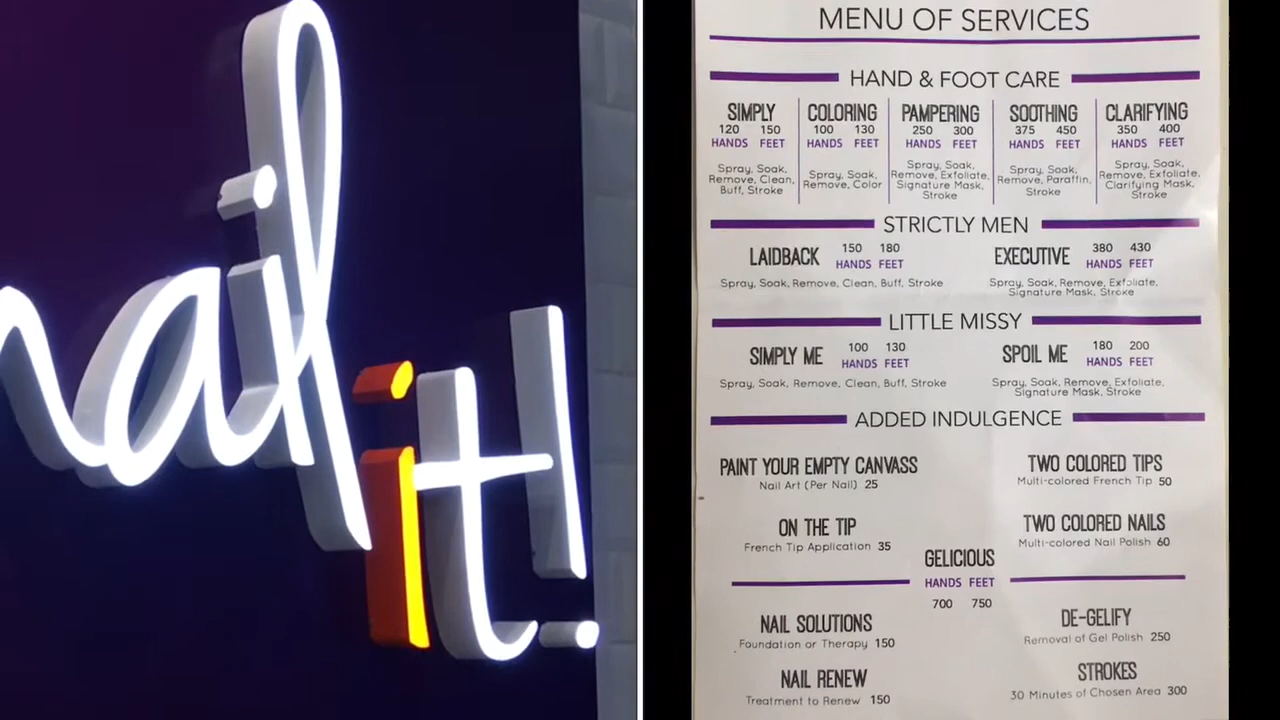 nail
it!
MENU OF SERVICES
HAND & FOOT CARE
SIMPLY
120 150
HANDS FEET
Spray, Soak,
Remove, Clean,
Buff, Stroke
COLORING
100 130
HANDS FEET
Spray, Soak,
Remove, Color
PAMPERING
250 300
HANDS FEET
Spray, Soak,
Remove, Exfoliate,
Signature Mask,
Stroke
SOOTHING
375 450
HANDS FEET
Spray, Soak,
Remove, Paraffin,
Stroke
CLARIFYING
350 400
HANDS FEET
Spray, Soak,
Remove, Exfoliate,
Clarifying Mask,
Stroke
STRICTLY MEN
LAIDBACK
150 180
HANDS FEET
Spray, Soak, Remove, Clean, Buff, Stroke
EXECUTIVE
380 430
HANDS FEET
Spray, Soak, Remove, Exfoliate,
Signature Mask, Stroke
LITTLE MISSY
SIMPLY ME
100 130
HANDS FEET
Spray, Soak, Remove, Clean, Buff, Stroke
SPOIL ME
180 200
HANDS FEET
Spray, Soak, Remove, Exfoliate,
Signature Mask, Stroke
ADDED INDULGENCE
PAINT YOUR EMPTY CANVASS
Nail Art (Per Nail) 25
TWO COLORED TIPS
Multi-colored French Tip 50
ON THE TIP
French Tip Application 35
TWO COLORED NAILS
Multi-colored Nail Polish 60
GELICIOUS
HANDS FEET
700 750
NAIL SOLUTIONS
Foundation or Therapy 150
DE-GELIFY
Removal of Gel Polish 250
NAIL RENEW
Treatment to Renew 150
STROKES
30 Minutes of Chosen Area 300